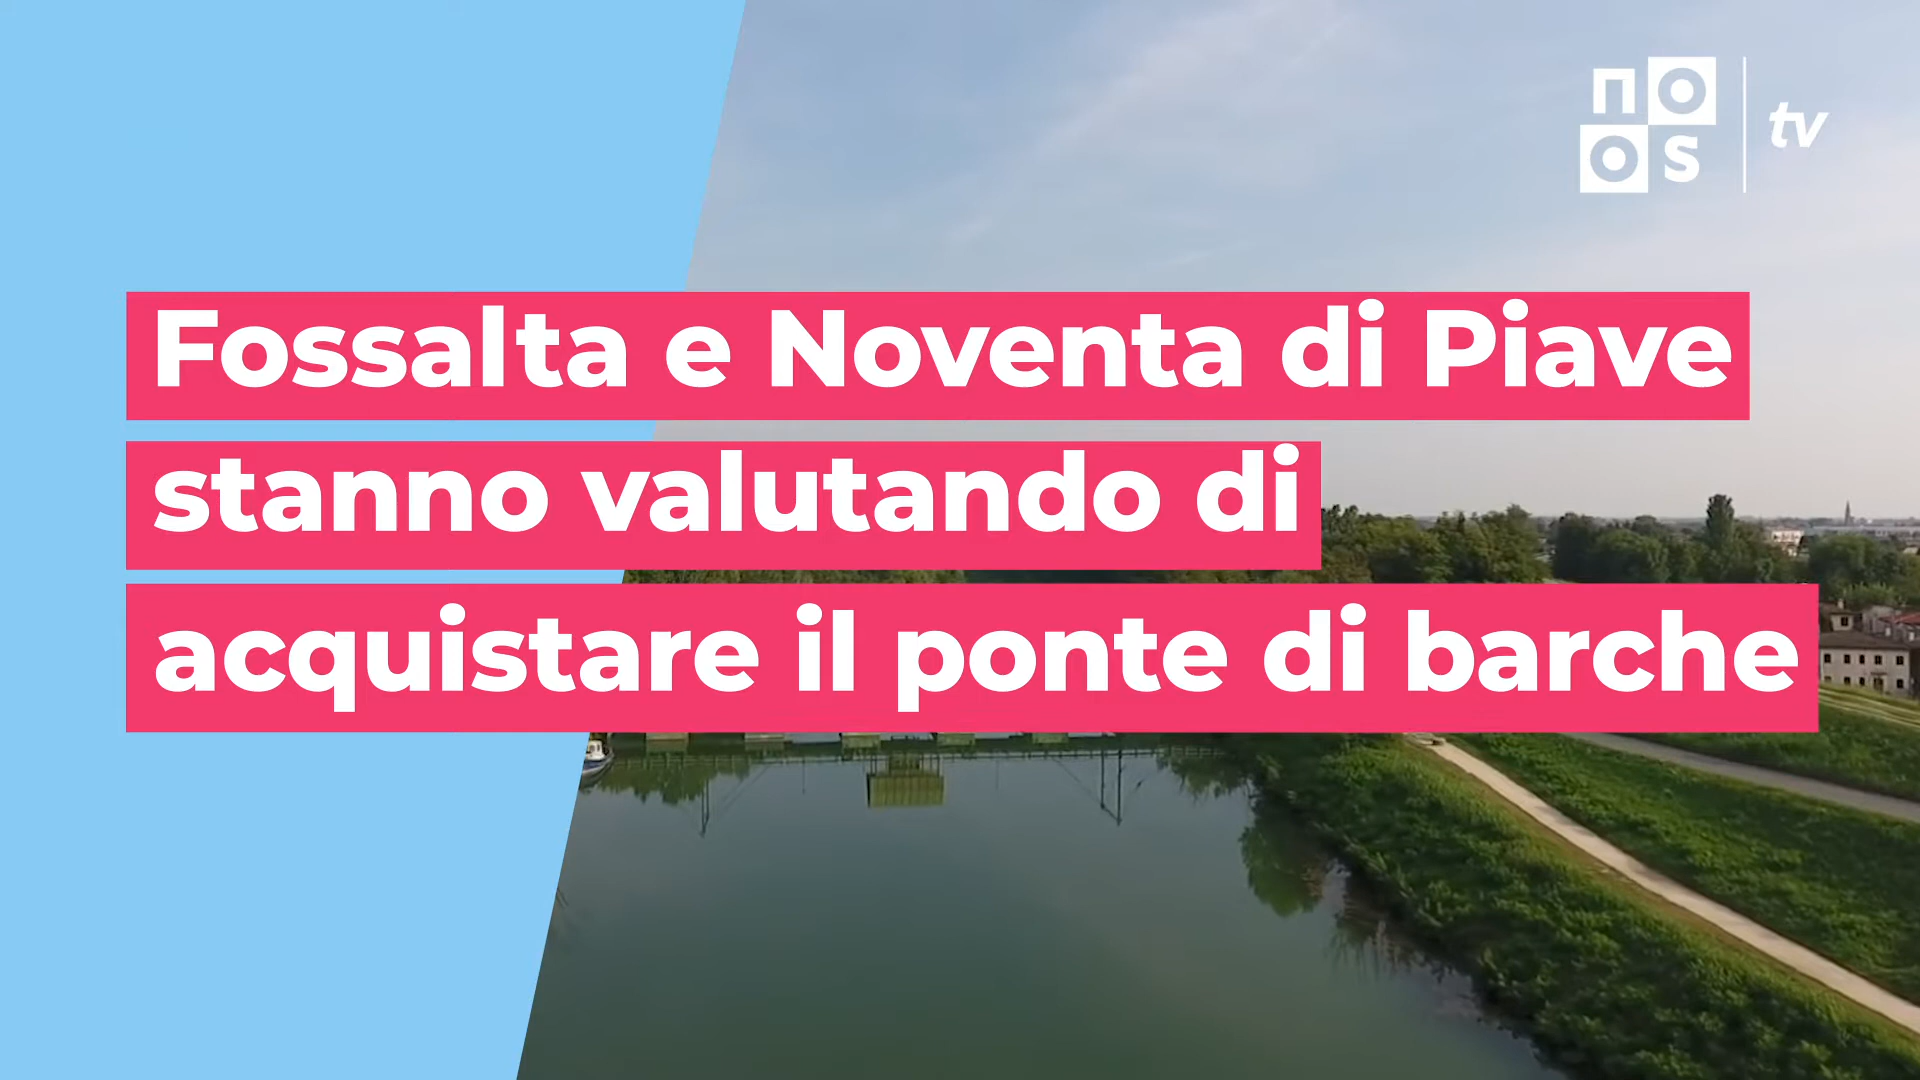 noos tv
Fossalta e Noventa di Piave
stanno valutando di
acquistare il ponte di barche